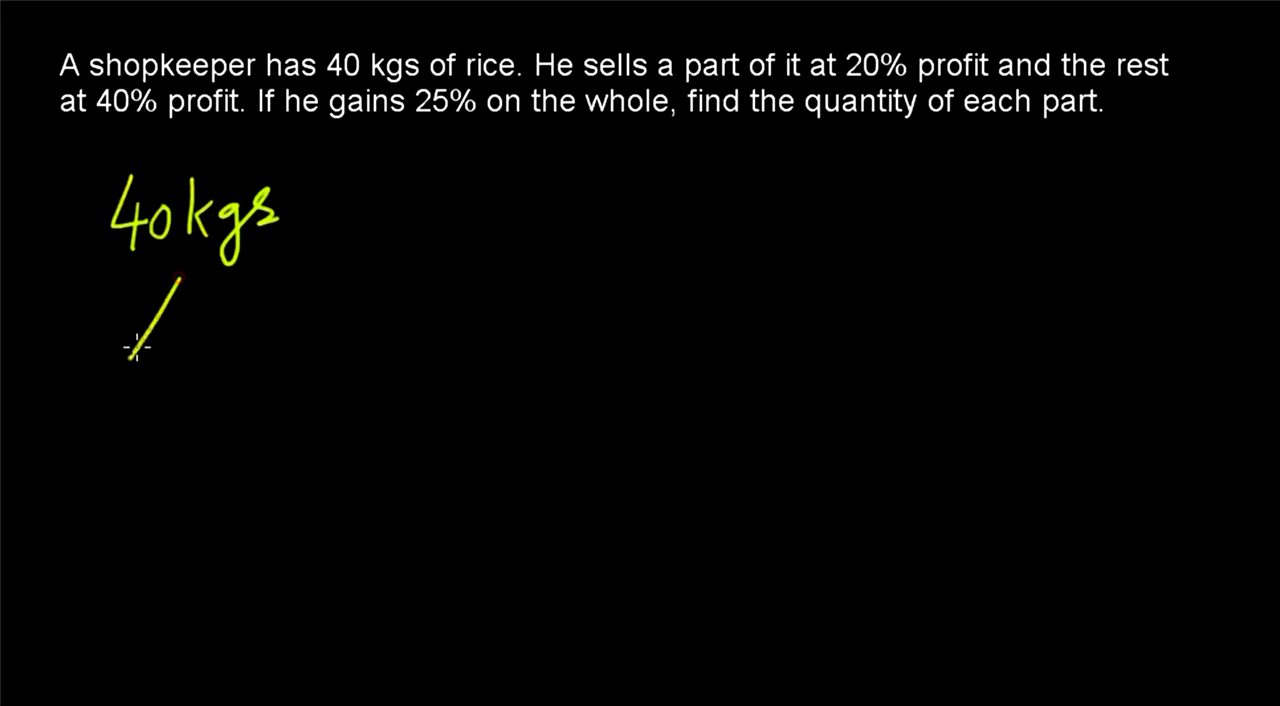 A shopkeeper has 40 kgs of rice. He sells a part of it at 20% profit and the rest
at 40% profit. If he gains 25% on the whole, find the quantity of each part.
40kgs